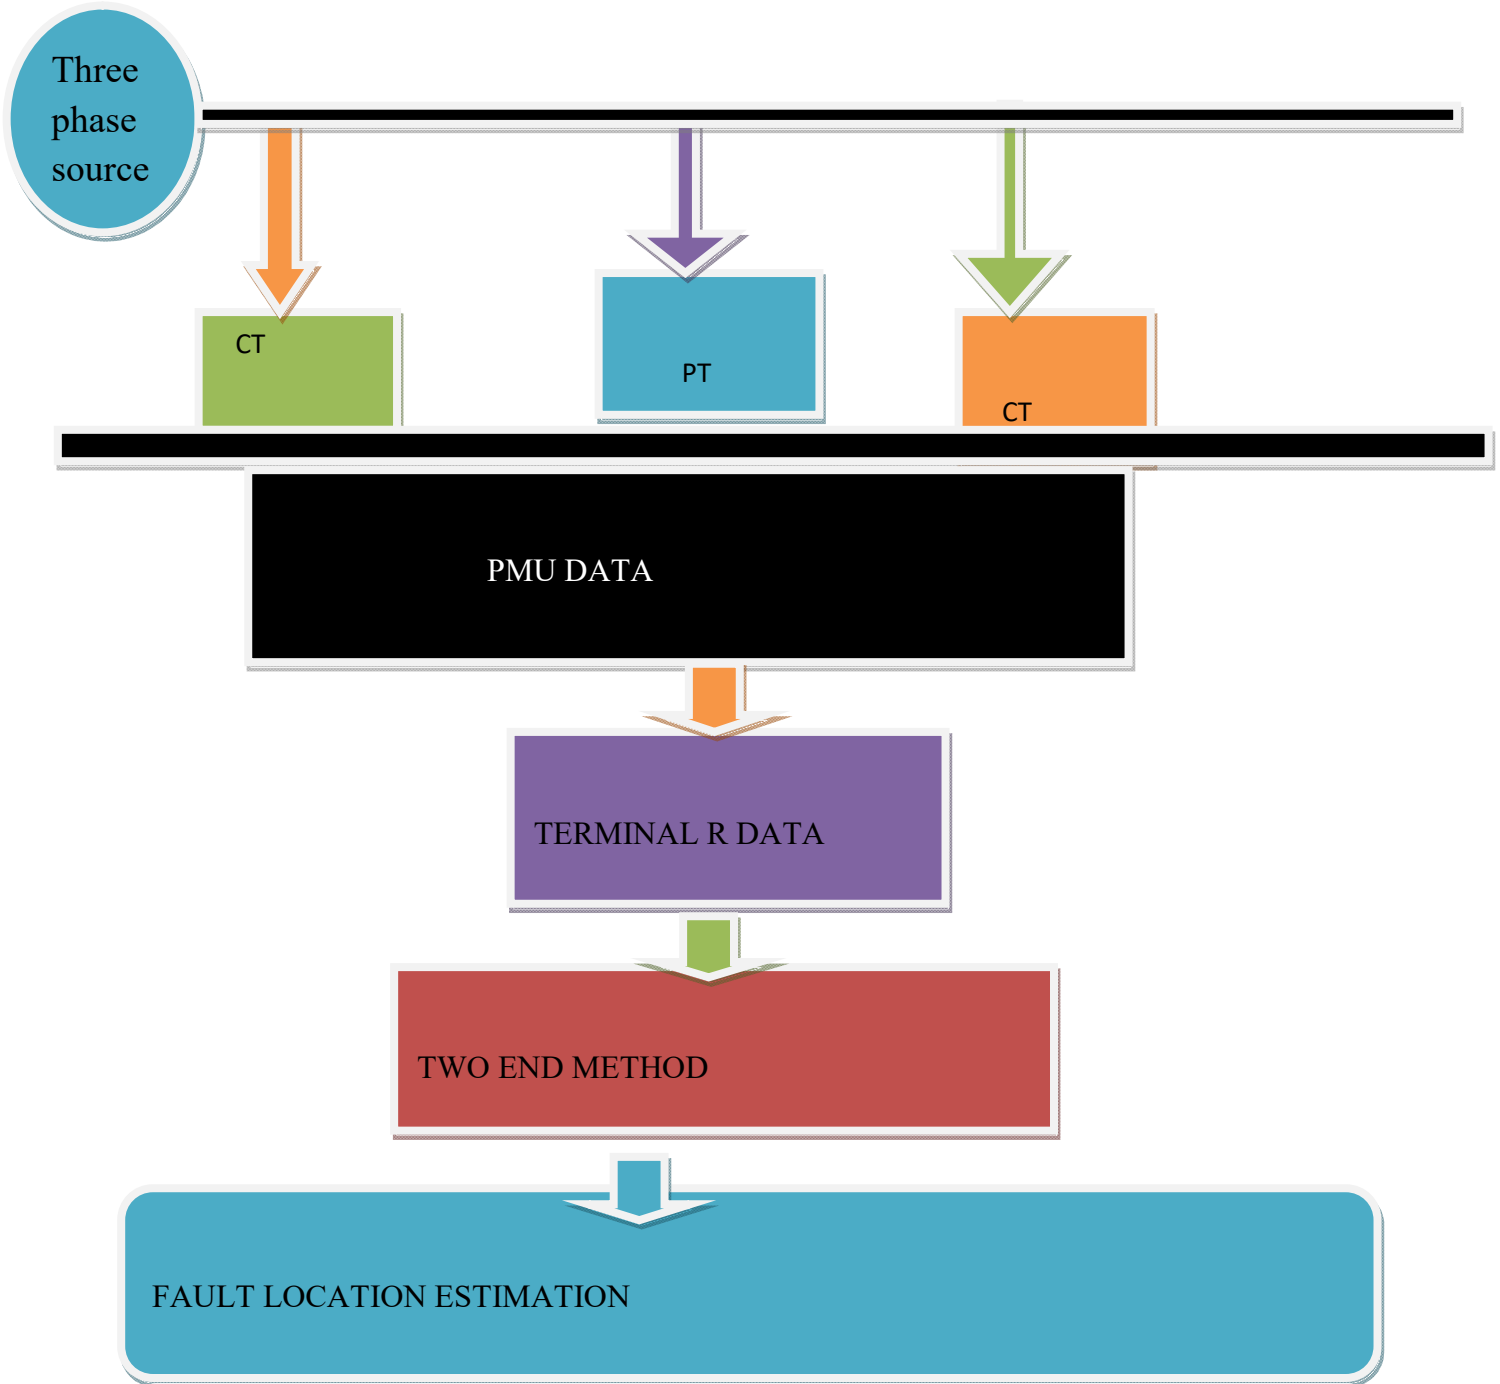 Three
phase
source
CT
PT
CT
PMU DATA
TERMINAL R DATA
TWO END METHOD
FAULT LOCATION ESTIMATION